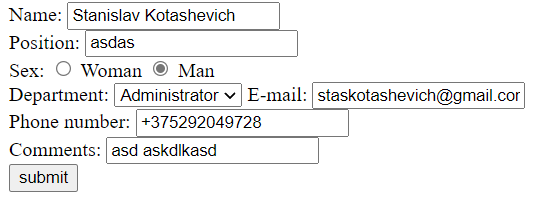 Name: Stanislav Kotashevich
Position: asdas
Sex: Woman Man
Department: Administrator E-mail: staskotashevich@gmail.cor
Phone number: +375292049728
Comments: asd askdlkasd
submit